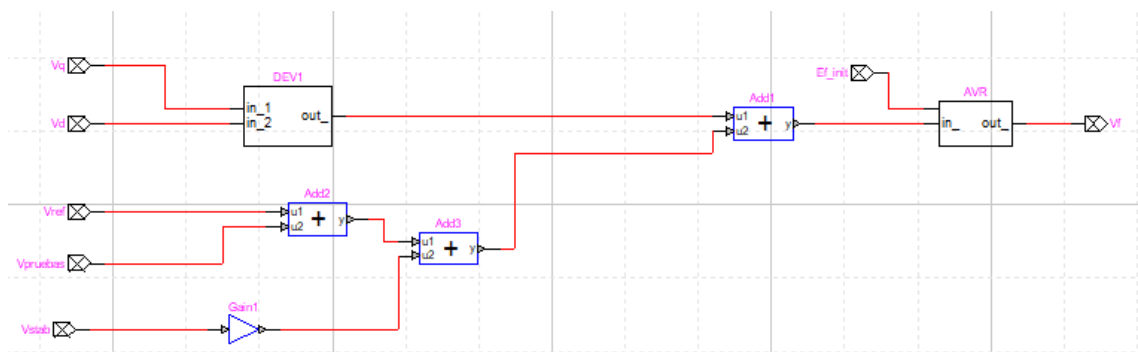 Vq
DEV1
in_1
in_2
out_
Vd
Ef_init
AVR
in_
out_
Vf
Add1
u1
u2
+
y
Vref
Add2
u1
u2
+
y
Add3
u1
u2
+
y
Vpruebas
Gain1
Vstab